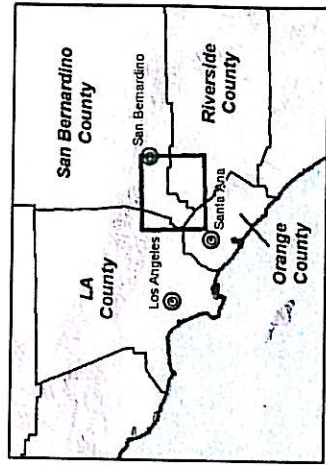 San Bernardino
County
San Bernardino
Riverside
County
LA
County
Los Angeles
Santa Ana
Orange
County